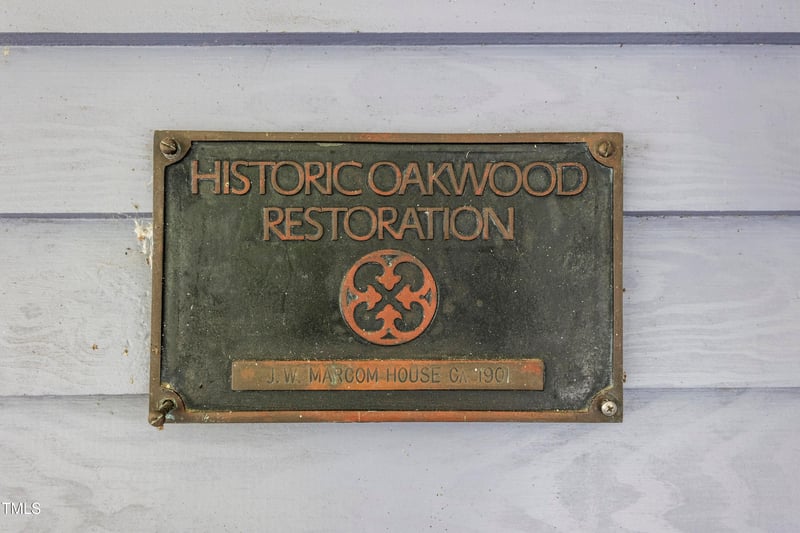 HISTORIC OAKWOOD
RESTORATION
J. W. MARCOM HOUSE CA. 1901
TMLS